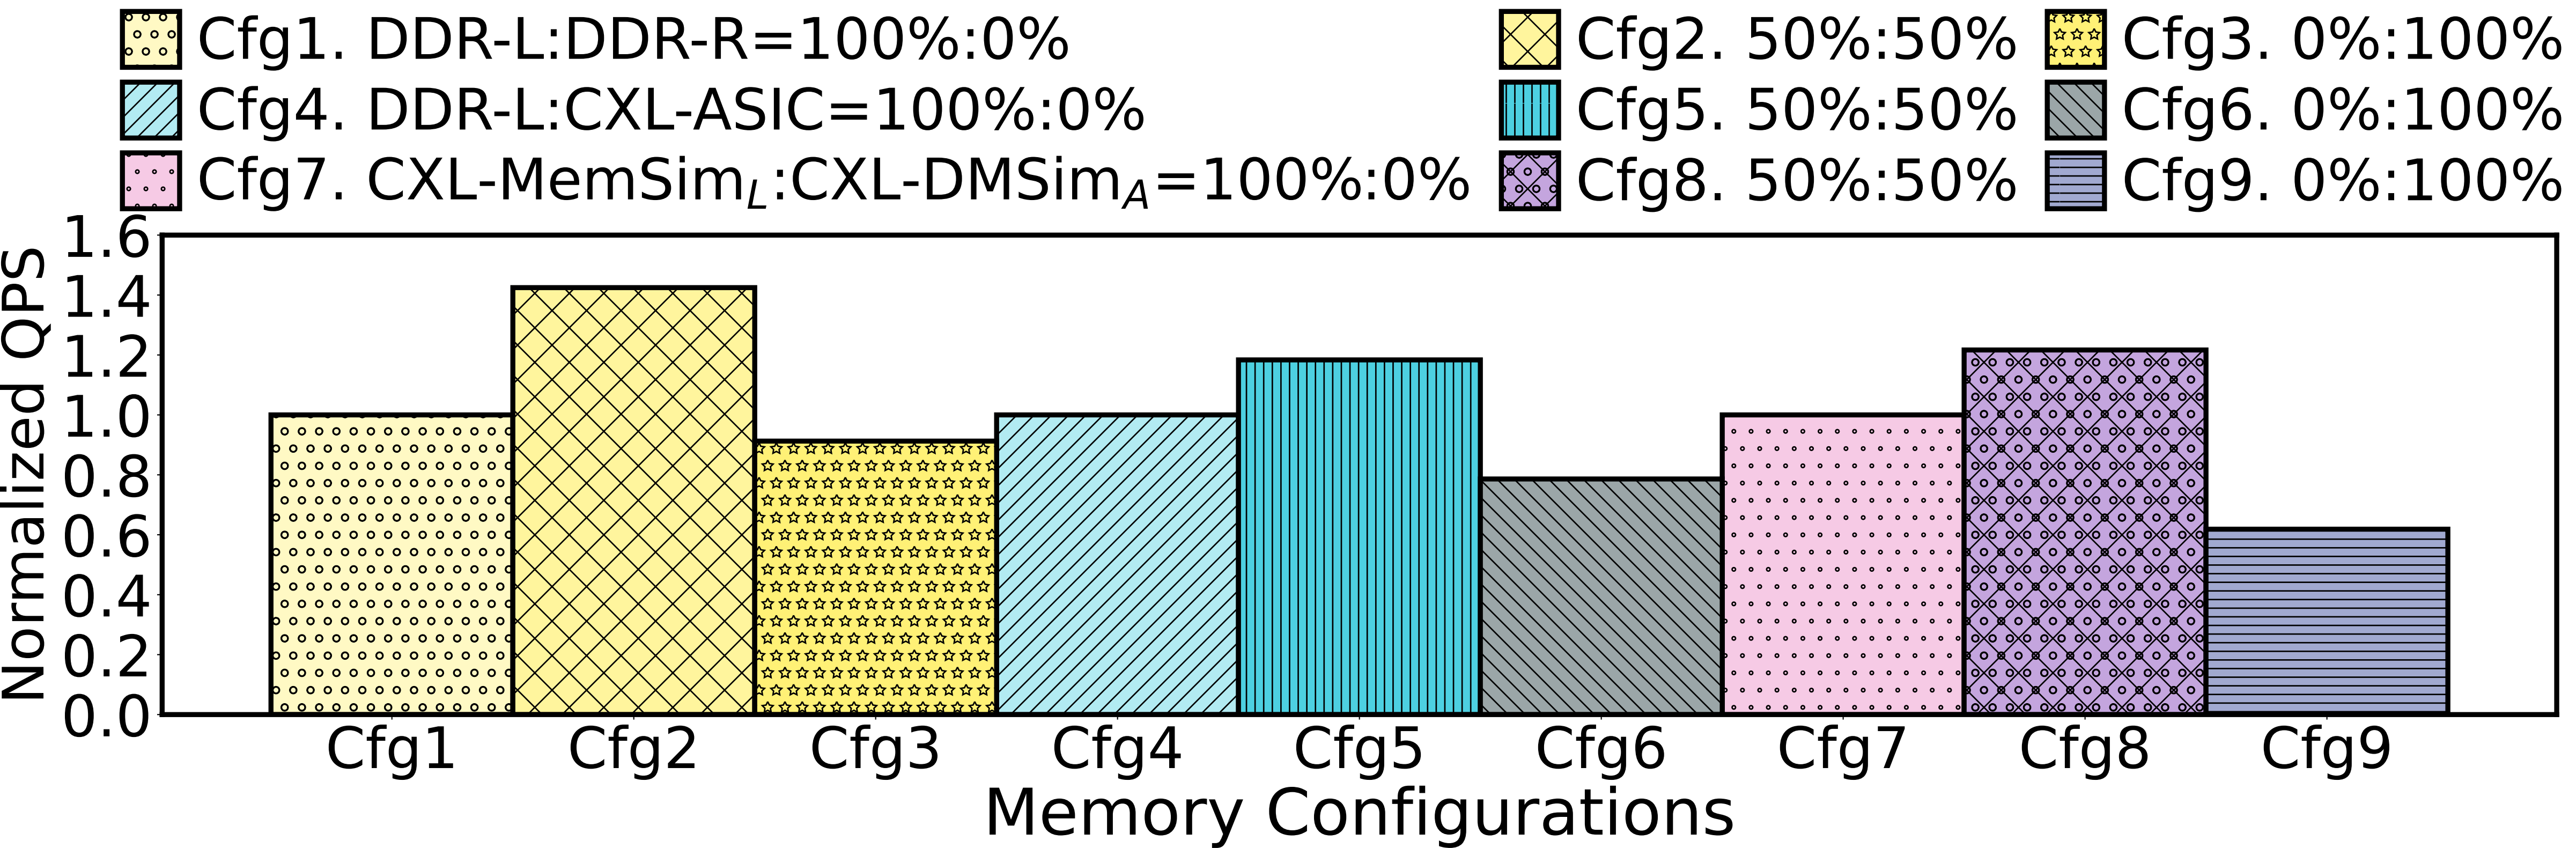 Cfg1. DDR-L:DDR-R=100%:0% Cfg2. 50%:50% Cfg3. 0%:100%
Cfg4. DDR-L:CXL-ASIC=100%:0% Cfg5. 50%:50% Cfg6. 0%:100%
Cfg7. CXL-MemSim_L:CXL-DMSim_A=100%:0% Cfg8. 50%:50% Cfg9. 0%:100%
Normalized QPS
1.6
1.4
1.2
1.0
0.8
0.6
0.4
0.2
0.0
Cfg1 Cfg2 Cfg3 Cfg4 Cfg5 Cfg6 Cfg7 Cfg8 Cfg9
Memory Configurations